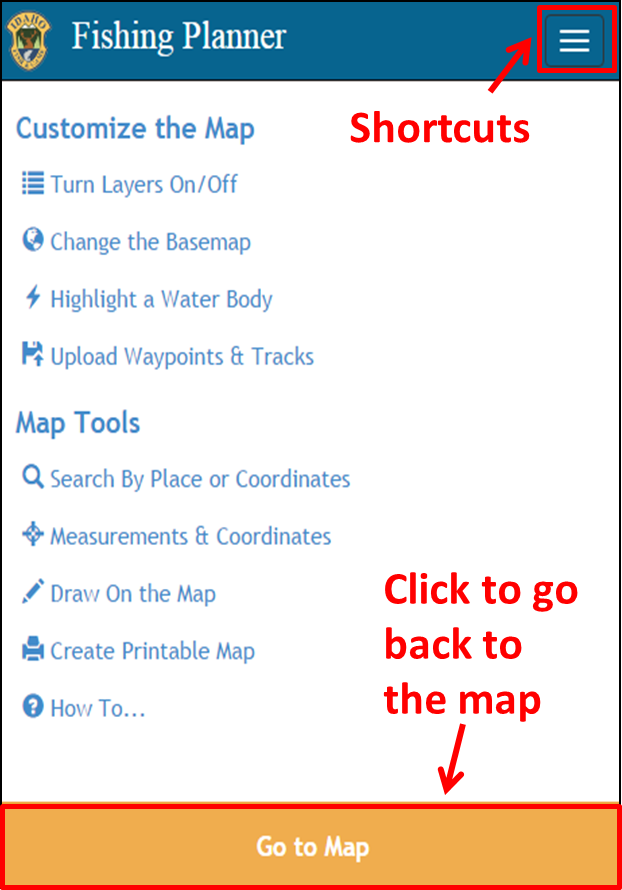 IDAHO
Fishing Planner
Shortcuts
Customize the Map
Turn Layers On/Off
Change the Basemap
Highlight a Water Body
Upload Waypoints & Tracks
Map Tools
Search By Place or Coordinates
Measurements & Coordinates
Draw On the Map
Create Printable Map
How To...
Click to go
back to
the map
Go to Map